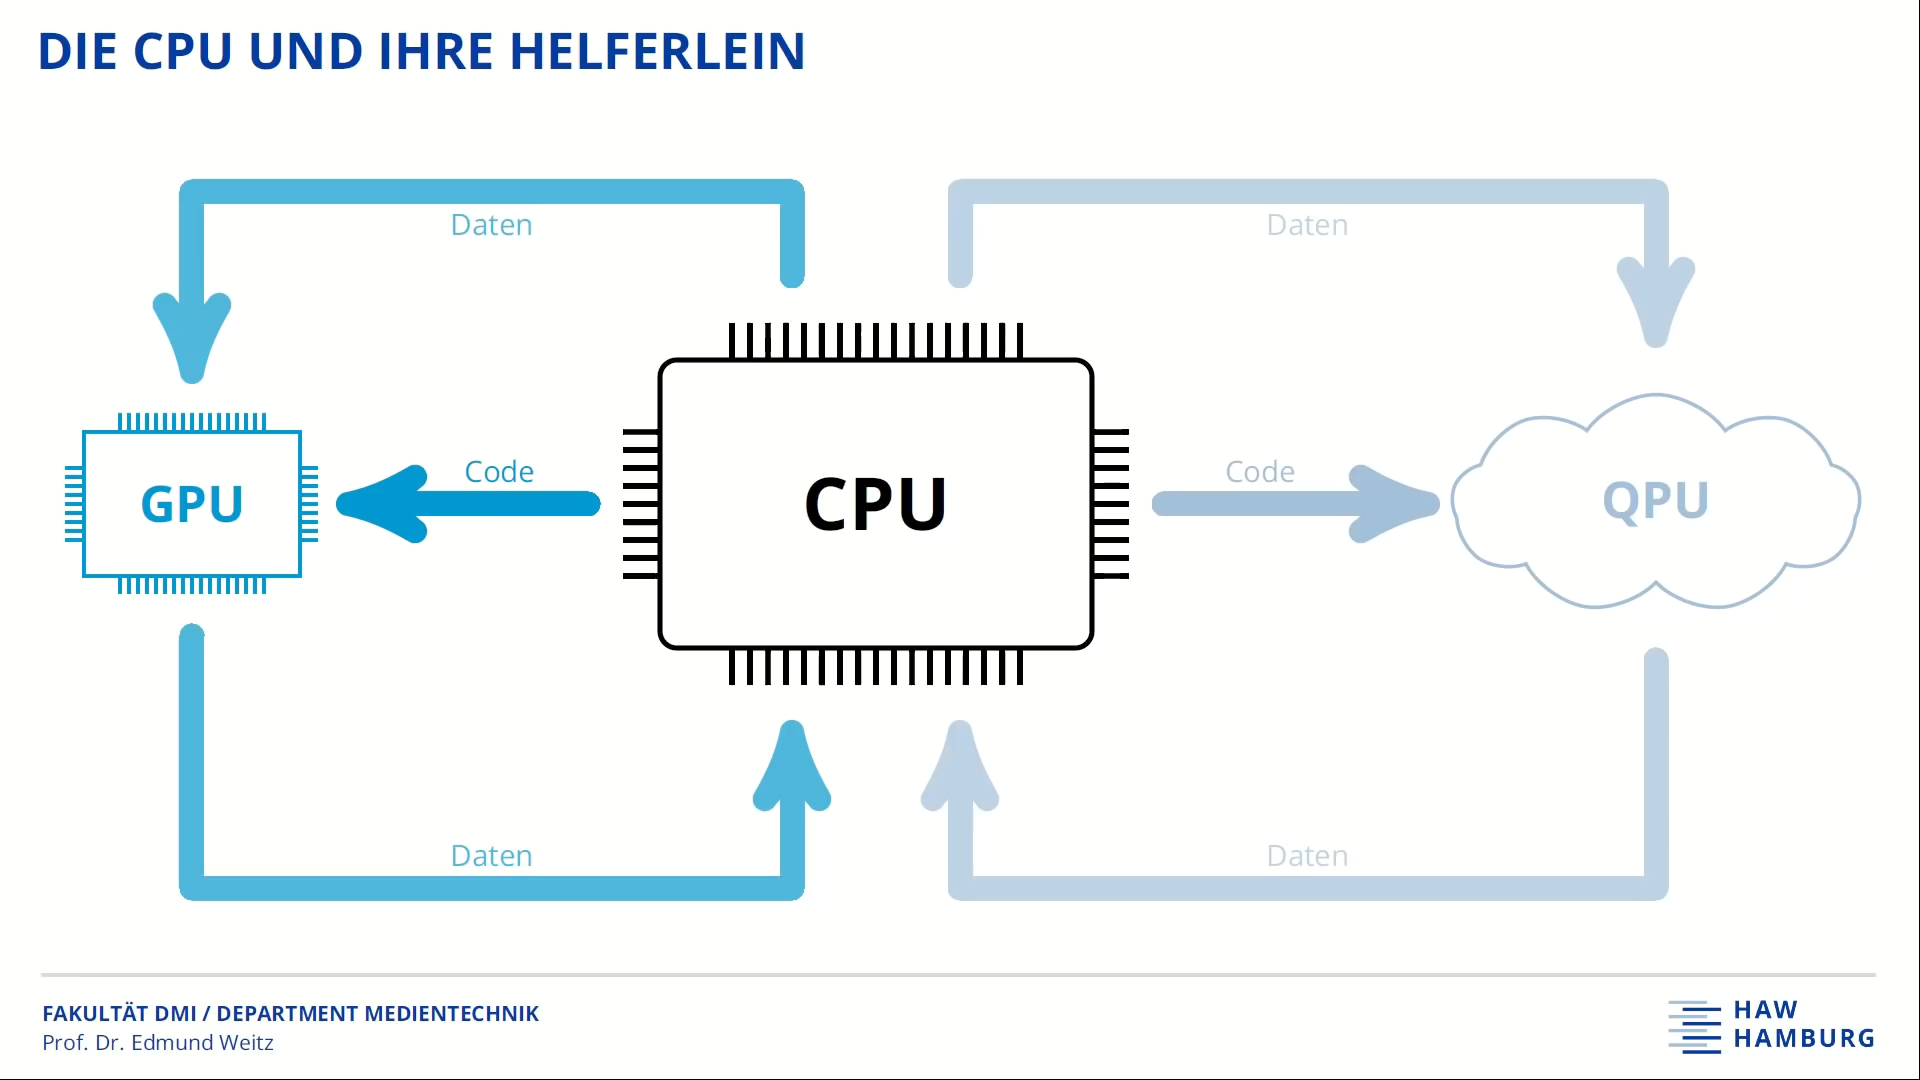 DIE CPU UND IHRE HELFERLEIN
Daten
Daten
Code
Code
GPU
CPU
QPU
Daten
Daten
FAKULTÄT DMI / DEPARTMENT MEDIENTECHNIK
Prof. Dr. Edmund Weitz
HAW
HAMBURG